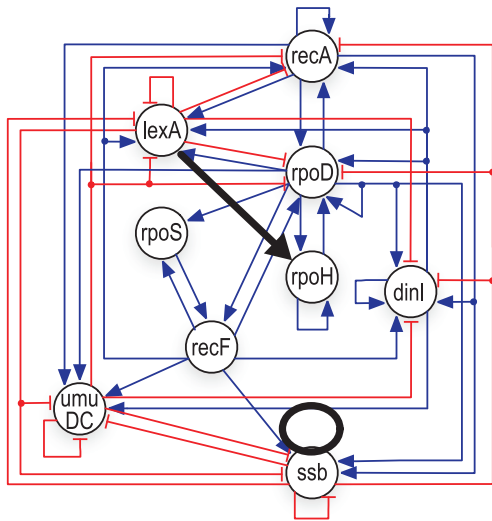 recA
lexA
rpoD
rpoS
rpoH
dinI
recF
umu
DC
ssb